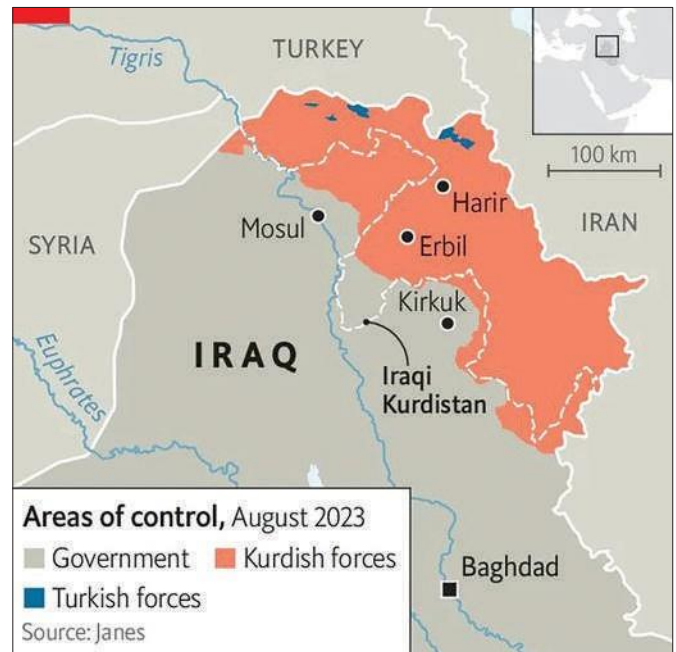 Tigris
TURKEY
100 km
Harir
Mosul
IRAN
SYRIA
Erbil
Kirkuk
Euphrates
IRAQ
Iraqi
Kurdistan
Areas of control, August 2023
Government
Kurdish forces
Turkish forces
Source: Janes
Baghdad